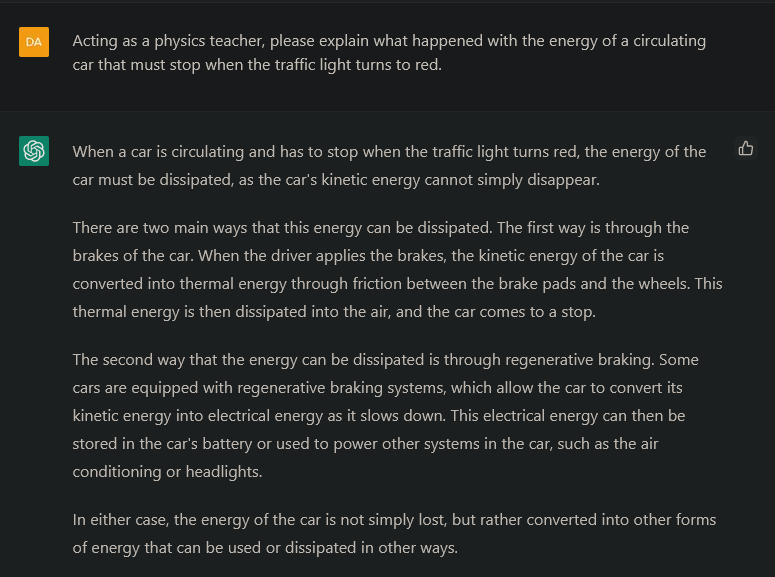 DA
Acting as a physics teacher, please explain what happened with the energy of a circulating
car that must stop when the traffic light turns to red.
When a car is circulating and has to stop when the traffic light turns red, the energy of the
car must be dissipated, as the car's kinetic energy cannot simply disappear.
There are two main ways that this energy can be dissipated. The first way is through the
brakes of the car. When the driver applies the brakes, the kinetic energy of the car is
converted into thermal energy through friction between the brake pads and the wheels. This
thermal energy is then dissipated into the air, and the car comes to a stop.
The second way that the energy can be dissipated is through regenerative braking. Some
cars are equipped with regenerative braking systems, which allow the car to convert its
kinetic energy into electrical energy as it slows down. This electrical energy can then be
stored in the car's battery or used to power other systems in the car, such as the air
conditioning or headlights.
In either case, the energy of the car is not simply lost, but rather converted into other forms
of energy that can be used or dissipated in other ways.